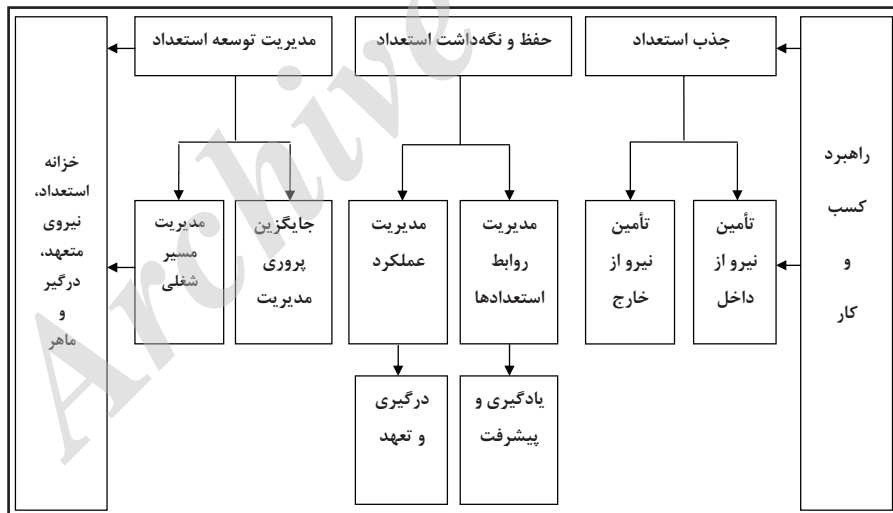 جذب استعداد
حفظ و نگه‌داشت استعداد
مدیریت توسعه استعداد
راهبرد
کسب
و
کار
تأمین
نیرو از
داخل
تأمین
نیرو از
خارج
مدیریت
روابط
استعدادها
مدیریت
عملکرد
جایگزین
پروری
مدیریت
مدیریت
مسیر
شغلی
خزانه
استعداد،
نیروی
متعهد،
درگیر
و
ماهر
یادگیری و
پیشرفت
درگیری
و تعهد
Archive